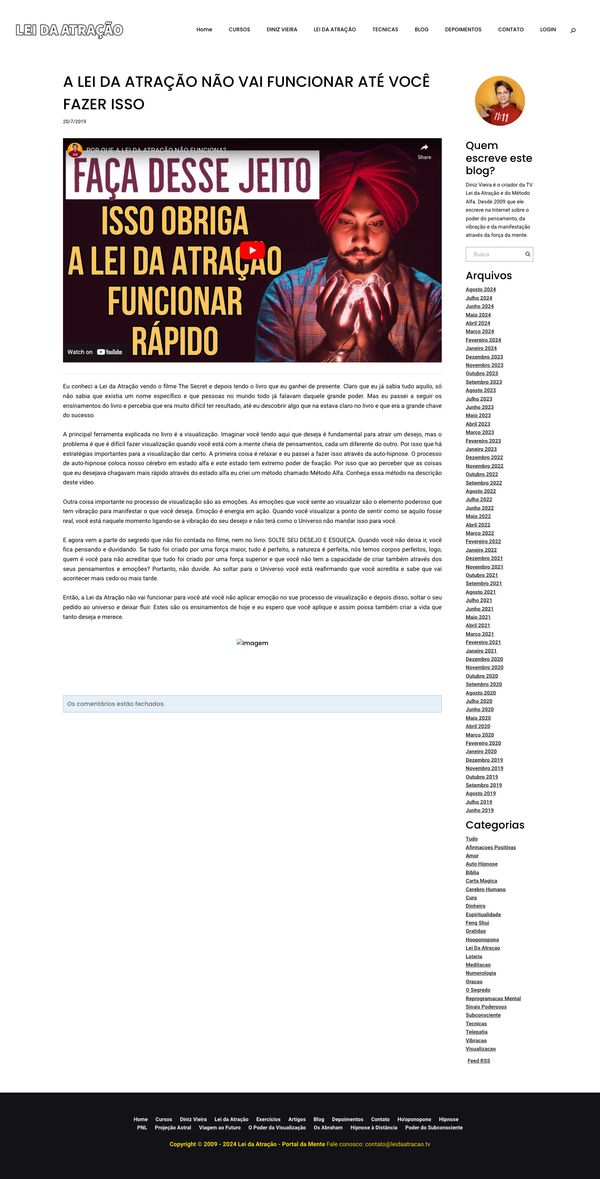 LEI DA ATRAÇÃO
Home CURSOS DINIZ VIEIRA LEI DA ATRAÇÃO TECNICAS BLOG DEPOIMENTOS CONTATO LOGIN
A LEI DA ATRAÇÃO NÃO VAI FUNCIONAR ATÉ VOCÊ
FAZER ISSO
20/7/2019
POR QUE A LEI DA ATRAÇÃO NÃO FUNCIONA?
Share
FAÇA DESSE JEITO
ISSO OBRIGA
A LEI DA ATRAÇÃO
FUNCIONAR
RÁPIDO
Watch on YouTube
Eu conheci a Lei da Atração vendo o filme The Secret e depois lendo o livro que eu ganhei de presente. Claro que eu já sabia tudo aquilo, só
não sabia que existia um nome específico e que pessoas no mundo todo já falavam daquele grande poder. Mas eu passei a seguir os
ensinamentos do livro e percebia que era muito difícil ter resultado, até eu descobrir algo que na estava claro no livro e que era a grande chave
do sucesso.
A principal ferramenta explicada no livro é a visualização. Imaginar você tendo aqui que deseja é fundamental para atrair um desejo, mas o
problema é que é difícil fazer visualização quando você está com a mente cheia de pensamentos, cada um diferente do outro. Por isso que há
estratégias importantes para a visualização dar certo. A primeira coisa é relaxar e eu passei a fazer isso através da auto-hipnose. O processo
de auto-hipnose coloca nosso cérebro em estado alfa e este estado tem extremo poder de fixação. Por isso que ao perceber que as coisas
que eu desejava chagavam mais rápido através do estado alfa eu criei um método chamado Método Alfa. Conheça essa método na descrição
deste vídeo.
Outra coisa importante no processo de visualização são as emoções. As emoções que você sente ao visualizar são o elemento poderoso que
tem vibração para manifestar o que você deseja. Emoção é energia em ação. Quando você visualizar a ponto de sentir como se aquilo fosse
real, você está naquele momento ligando-se à vibração do seu desejo e não terá como o Universo não mandar isso para você.
E agora vem a parte do segredo que não foi contada no filme, nem no livro: SOLTE SEU DESEJO E ESQUEÇA. Quando você não deixa ir, você
fica pensando e duvidando. Se tudo foi criado por uma força maior, tudo é perfeito, a natureza é perfeita, nós temos corpos perfeitos, logo,
quem é você para não acreditar que tudo foi criado por uma força superior e que você não tem a capacidade de criar também através dos
seus pensamentos e emoções? Portanto, não duvide. Ao soltar para o Universo você está reafirmando que você acredita e sabe que vai
acontecer mais cedo ou mais tarde.
Então, a Lei da Atração não vai funcionar para você até você não aplicar emoção no sue processo de visualização e depois disso, soltar o seu
pedido ao universo e deixar fluir. Estes são os ensinamentos de hoje e eu espero que você aplique e assim possa também criar a vida que
tanto deseja e merece.
Imagem
Os comentários estão fechados.
11:11
Quem
escreve este
blog?
Diniz Vieira é o criador da TV
Lei da Atração e do Método
Alfa. Desde 2009 que ele
escreve na Internet sobre o
poder do pensamento, da
vibração e da manifestação
através da força da mente.
Busca
Arquivos
Agosto 2024
Julho 2024
Junho 2024
Maio 2024
Abril 2024
Março 2024
Fevereiro 2024
Janeiro 2024
Dezembro 2023
Novembro 2023
Outubro 2023
Setembro 2023
Agosto 2023
Julho 2023
Junho 2023
Maio 2023
Abril 2023
Março 2023
Fevereiro 2023
Janeiro 2023
Dezembro 2022
Novembro 2022
Outubro 2022
Setembro 2022
Agosto 2022
Julho 2022
Junho 2022
Maio 2022
Abril 2022
Março 2022
Fevereiro 2022
Janeiro 2022
Dezembro 2021
Novembro 2021
Outubro 2021
Setembro 2021
Agosto 2021
Julho 2021
Junho 2021
Maio 2021
Abril 2021
Março 2021
Fevereiro 2021
Janeiro 2021
Dezembro 2020
Novembro 2020
Outubro 2020
Setembro 2020
Agosto 2020
Julho 2020
Junho 2020
Maio 2020
Abril 2020
Março 2020
Fevereiro 2020
Janeiro 2020
Dezembro 2019
Novembro 2019
Outubro 2019
Setembro 2019
Agosto 2019
Julho 2019
Junho 2019
Categorias
Tudo
Afirmacoes Positivas
Amor
Auto Hipnose
Bíblia
Carta Magica
Cerebro Humano
Cura
Dinheiro
Espiritualidade
Feng Shui
Gratidao
Hooponopono
Lei Da Atracao
Loteria
Meditacao
Numerologia
Oracao
O Segredo
Reprogramacao Mental
Sinais Poderosos
Subconsciente
Tecnicas
Telepatia
Vibracao
Visualizacao
Feed RSS
Home Cursos Diniz Vieira Lei da Atração Exercícios Artigos Blog Depoimentos Contato Ho'oponopono Hipnose
PNL Projeção Astral Viagem ao Futuro O Poder da Visualização Os Abraham Hipnose à Distância Poder do Subconsciente
Copyright © 2009 - 2024 Lei da Atração - Portal da Mente Fale conosco: contato@leidaatracao.tv